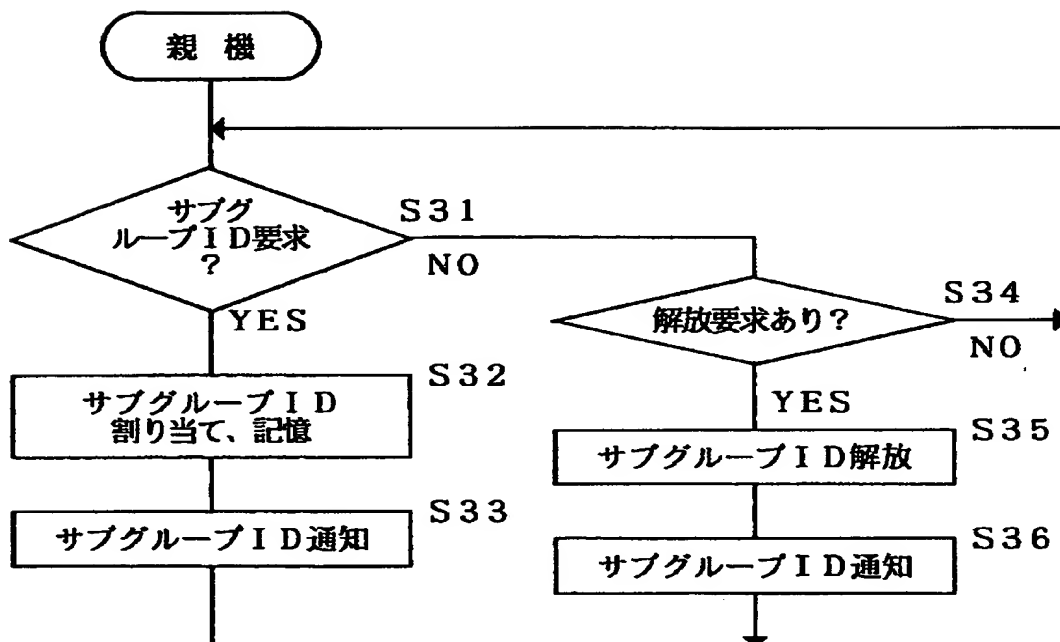 親 機
サブグ
ループID要求
?
S31
NO
YES
S32
サブグループID
割り当て、記憶
S33
サブグループID通知
解放要求あり?
S34
NO
YES
S35
サブグループID解放
S36
サブグループID通知